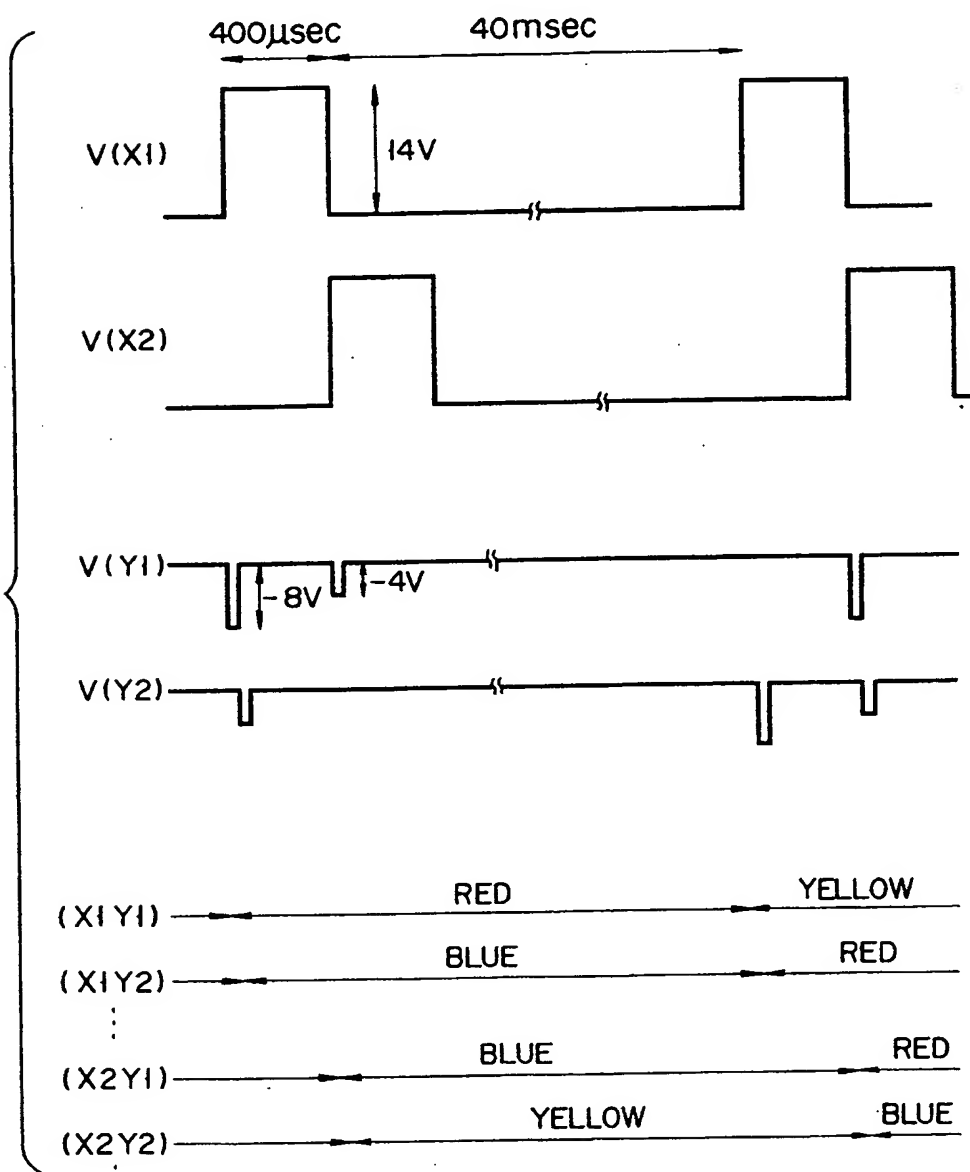 400μsec 40msec
V(X1) 14V
V(X2)
V(Y1) -8V -4V
V(Y2)
(X1Y1) RED YELLOW
(X1Y2) BLUE RED
(X2Y1) BLUE RED
(X2Y2) YELLOW BLUE